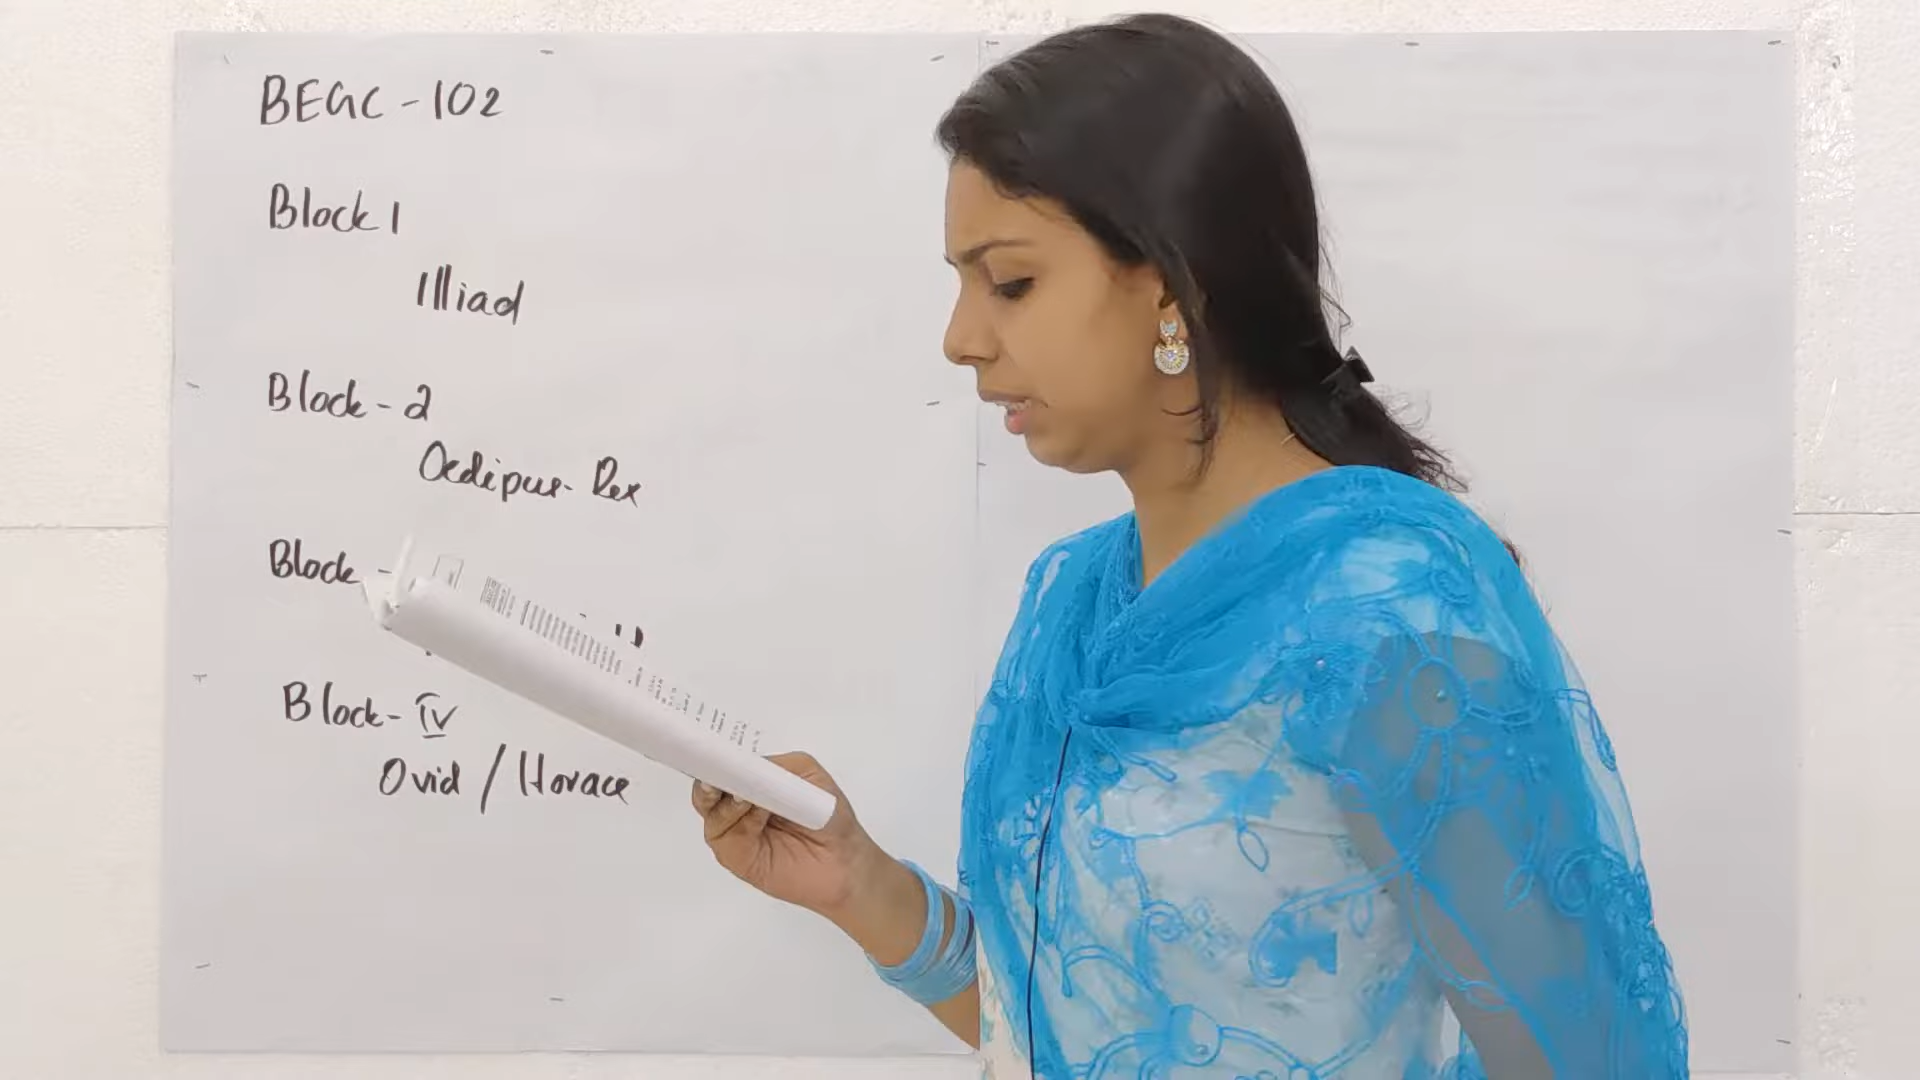 BEGC - 102
Block 1
Illiad
Block - 2
Oedipus - Rex
Block -
Block - IV
Ovid / Horace